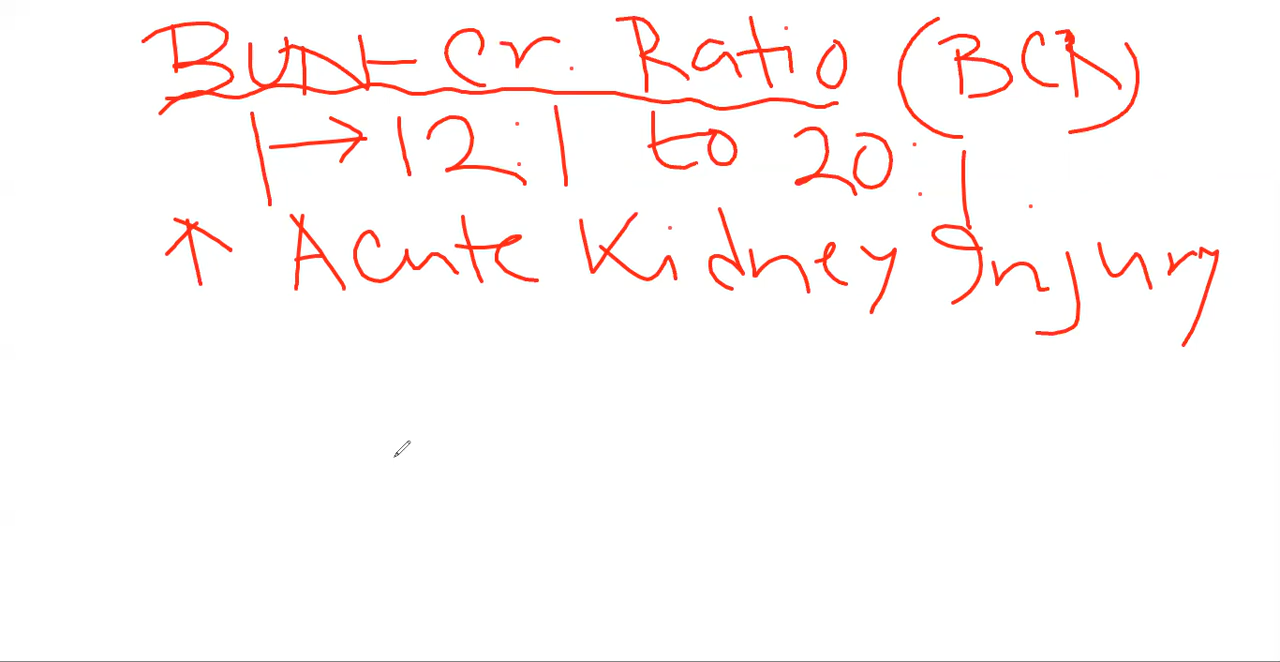 BUN-Cr. Ratio (BCR)
↦ 12:1 to 20:1
↑ Acute Kidney Injury